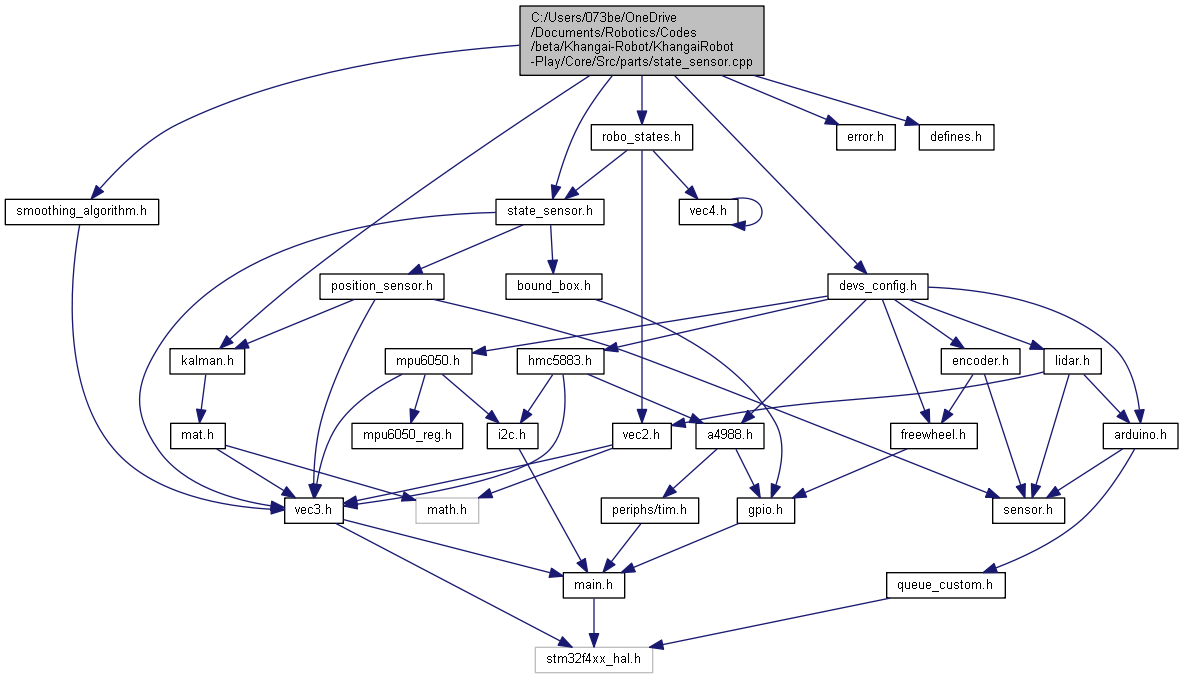 C:/Users/073be/OneDrive
/Documents/Robotics/Codes
/beta/Khangai-Robot/KhangaiRobot
-Play/Core/Src/parts/state_sensor.cpp
robo_states.h
error.h
defines.h
smoothing_algorithm.h
state_sensor.h
vec4.h
position_sensor.h
bound_box.h
devs_config.h
kalman.h
mpu6050.h
hmc5883.h
encoder.h
lidar.h
mat.h
mpu6050_reg.h
i2c.h
vec2.h
a4988.h
freewheel.h
arduino.h
vec3.h
math.h
periphs/tim.h
gpio.h
sensor.h
main.h
queue_custom.h
stm32f4xx_hal.h